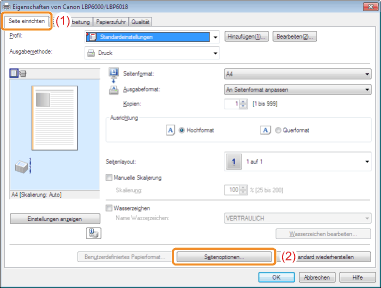 Eigenschaften von Canon LBP6000/LBP6018
Seite einrichten (1) beitung Papierzufuhr Qualität
Profil: Standardeinstellungen Hinzufügen(1)... Bearbeiten(2)...
Ausgabemethode: Druck
Seitenformat: A4
Ausgabeformat: An Seitenformat anpassen
Kopien: 1 [1 bis 999]
Ausrichtung
A Hochformat A Querformat
Seitenlayout: 1 1 auf 1
Manuelle Skalierung
Skalierung: 100 % [25 bis 200]
A4 [Skalierung: Auto]
Wasserzeichen
Name Wasserzeichen: VERTRAULICH
Einstellungen anzeigen
Wasserzeichen bearbeiten...
Benutzerdefiniertes Papierformat... Seitenoptionen... (2) andard wiederherstellen
OK Abbrechen Hilfe